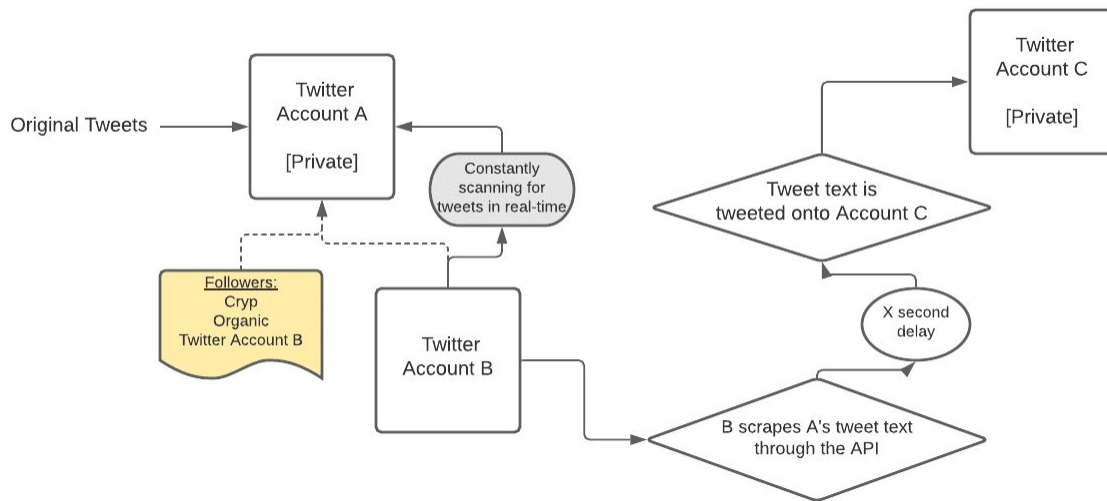 Original Tweets
Twitter
Account A
[Private]
Constantly
scanning for
tweets in real-time
Followers:
Cryp
Organic
Twitter Account B
Twitter
Account B
B scrapes A's tweet text
through the API
X second
delay
Tweet text is
tweeted onto Account C
Twitter
Account C
[Private]